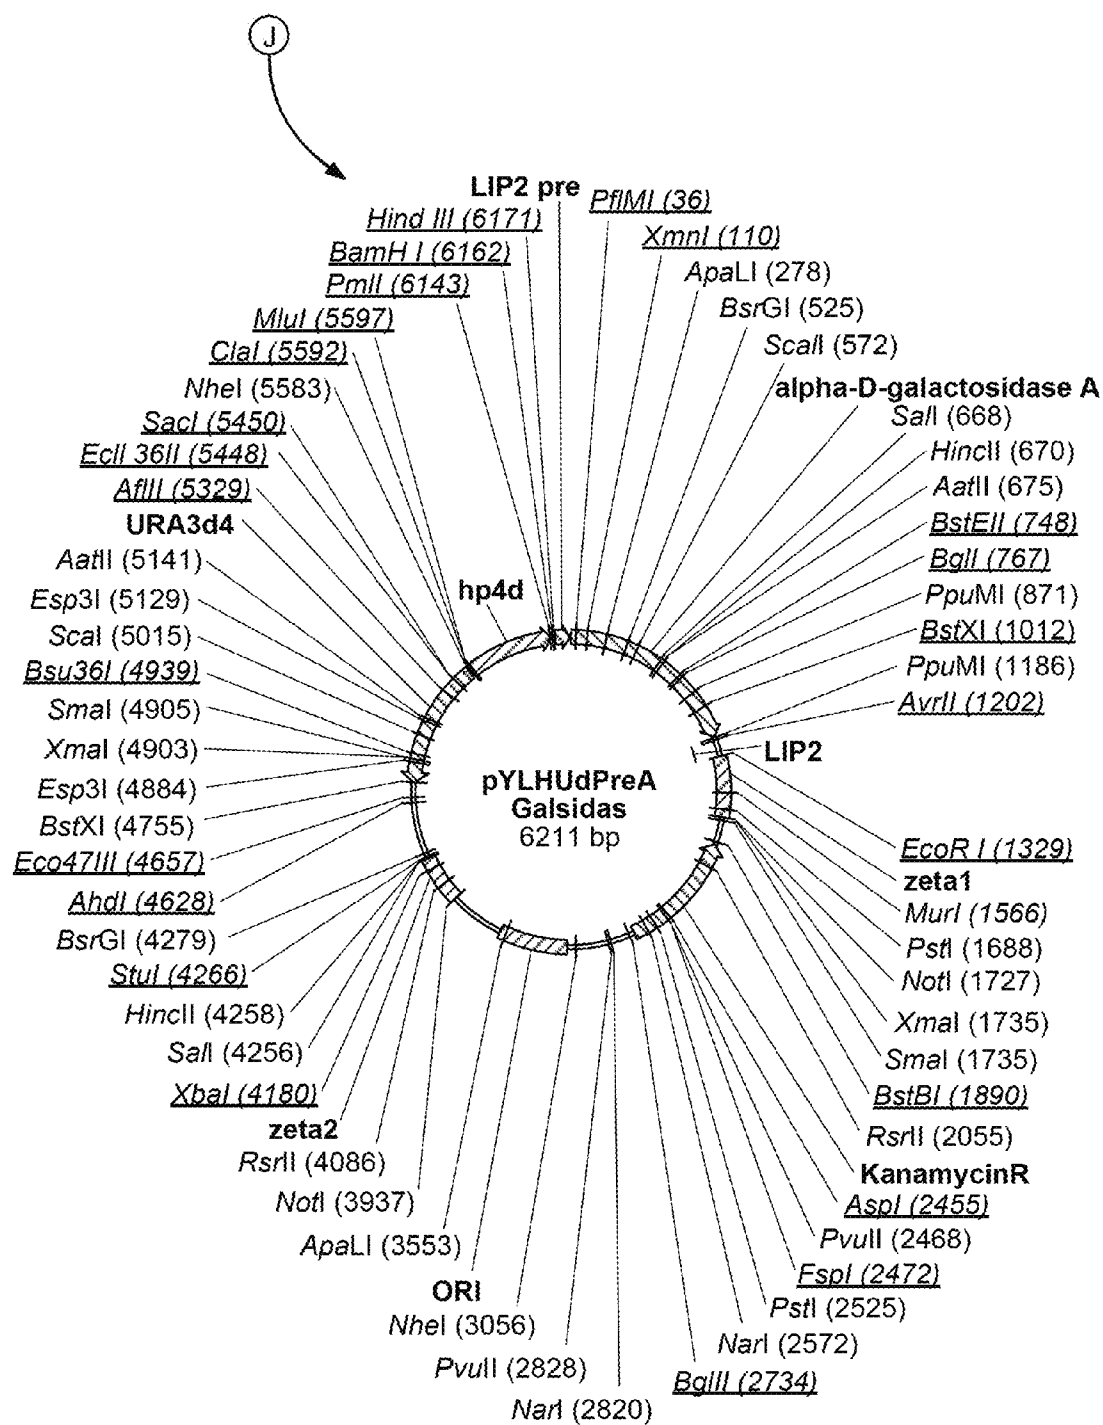 J
LIP2 pre
PflMI (36)
XmnI (110)
ApaLI (278)
BsrGI (525)
ScaII (572)
alpha-D-galactosidase A
SalI (668)
HincII (670)
AatII (675)
BstEII (748)
BglI (767)
PpuMI (871)
BstXI (1012)
PpuMI (1186)
AvrII (1202)
LIP2
EcoR I (1329)
zeta1
MurI (1566)
PstI (1688)
NotI (1727)
XmaI (1735)
SmaI (1735)
BstBI (1890)
RsrII (2055)
KanamycinR
AspI (2455)
PvuII (2468)
FspI (2472)
PstI (2525)
NarI (2572)
BglII (2734)
NarI (2820)
PvuII (2828)
NheI (3056)
ORI
ApaLI (3553)
NotI (3937)
RsrII (4086)
zeta2
XbaI (4180)
SalI (4256)
HincII (4258)
StuI (4266)
BsrGI (4279)
AhdI (4628)
Eco47III (4657)
BstXI (4755)
Esp3I (4884)
XmaI (4903)
SmaI (4905)
Bsu36I (4939)
ScaI (5015)
Esp3I (5129)
AatII (5141)
URA3d4
AflII (5329)
Ecll 36II (5448)
SacI (5450)
NheI (5583)
ClaI (5592)
MluI (5597)
PmlI (6143)
BamH I (6162)
Hind III (6171)
hp4d
pYLHUdPreA
Galsidas
6211 bp